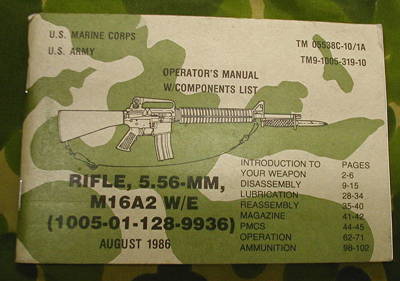 U.S. MARINE CORPS
U.S. ARMY
TM 05538C-10/1A
TM9-1005-319-10
OPERATOR'S MANUAL
W/COMPONENTS LIST
RIFLE, 5.56-MM,
M16A2 W/E
(1005-01-128-9936)
AUGUST 1986
INTRODUCTION TO PAGES
YOUR WEAPON 2-6
DISASSEMBLY 9-15
LUBRICATION 28-34
REASSEMBLY 35-40
MAGAZINE 41-42
PMCS 44-45
OPERATION 62-71
AMMUNITION 98-102